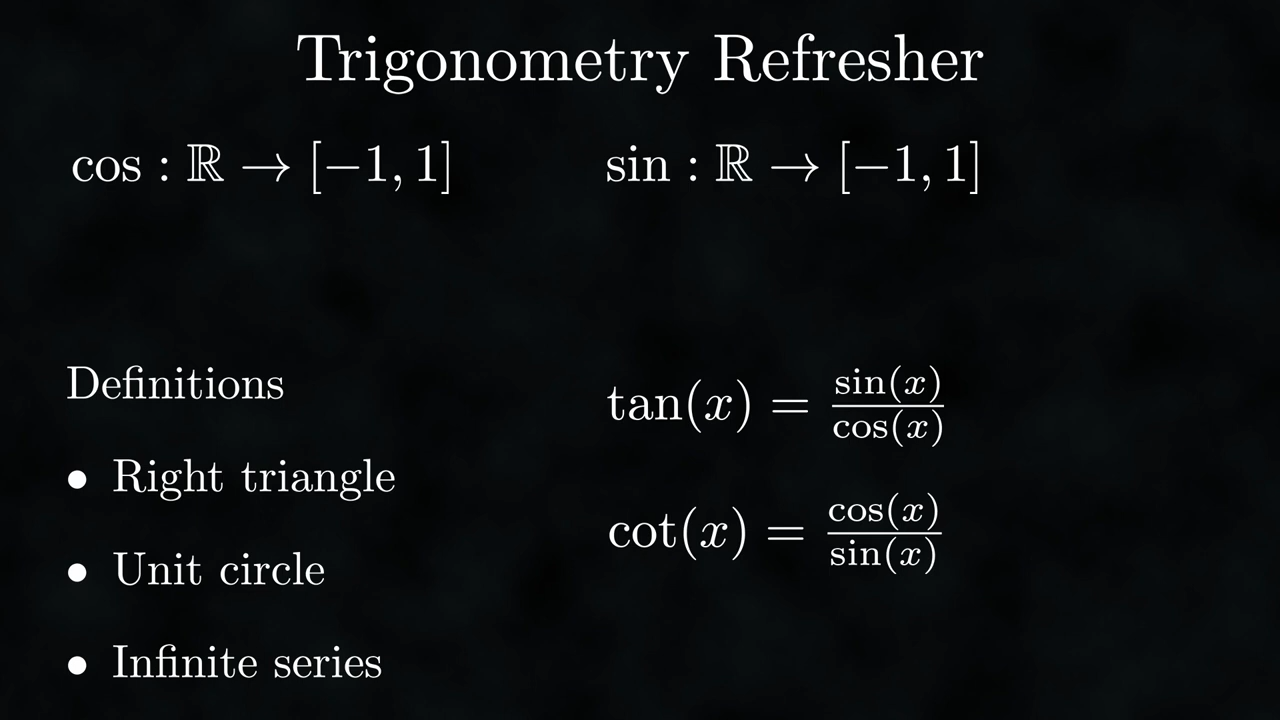 Trigonometry Refresher
cos : ℝ → [−1, 1]
sin : ℝ → [−1, 1]
Definitions
• Right triangle
• Unit circle
• Infinite series
tan(x) = sin(x)/cos(x)
cot(x) = cos(x)/sin(x)